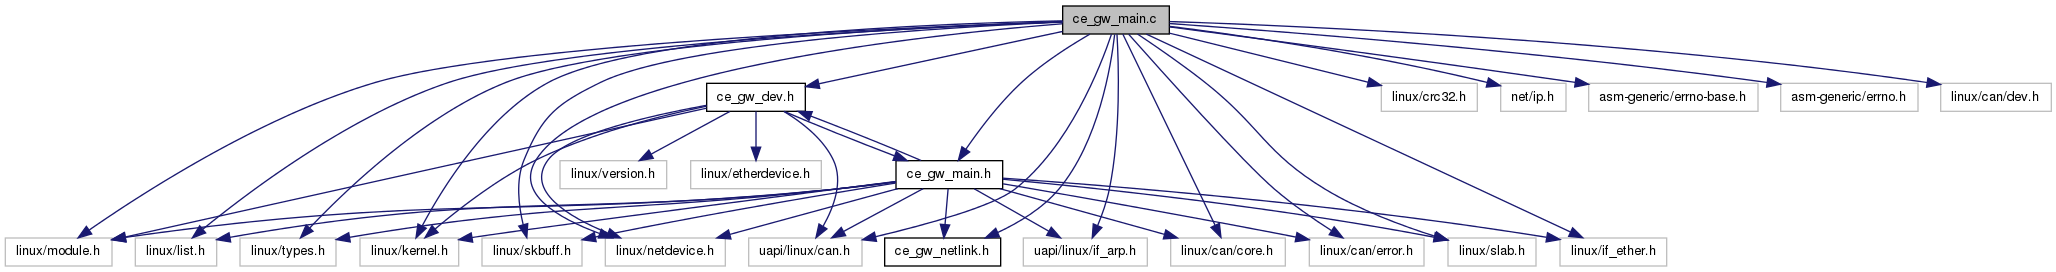 ce_gw_main.c
ce_gw_dev.h
linux/crc32.h
net/ip.h
asm-generic/errno-base.h
asm-generic/errno.h
linux/can/dev.h
linux/version.h
linux/etherdevice.h
ce_gw_main.h
linux/module.h
linux/list.h
linux/types.h
linux/kernel.h
linux/skbuff.h
linux/netdevice.h
uapi/linux/can.h
ce_gw_netlink.h
uapi/linux/if_arp.h
linux/can/core.h
linux/can/error.h
linux/slab.h
linux/if_ether.h